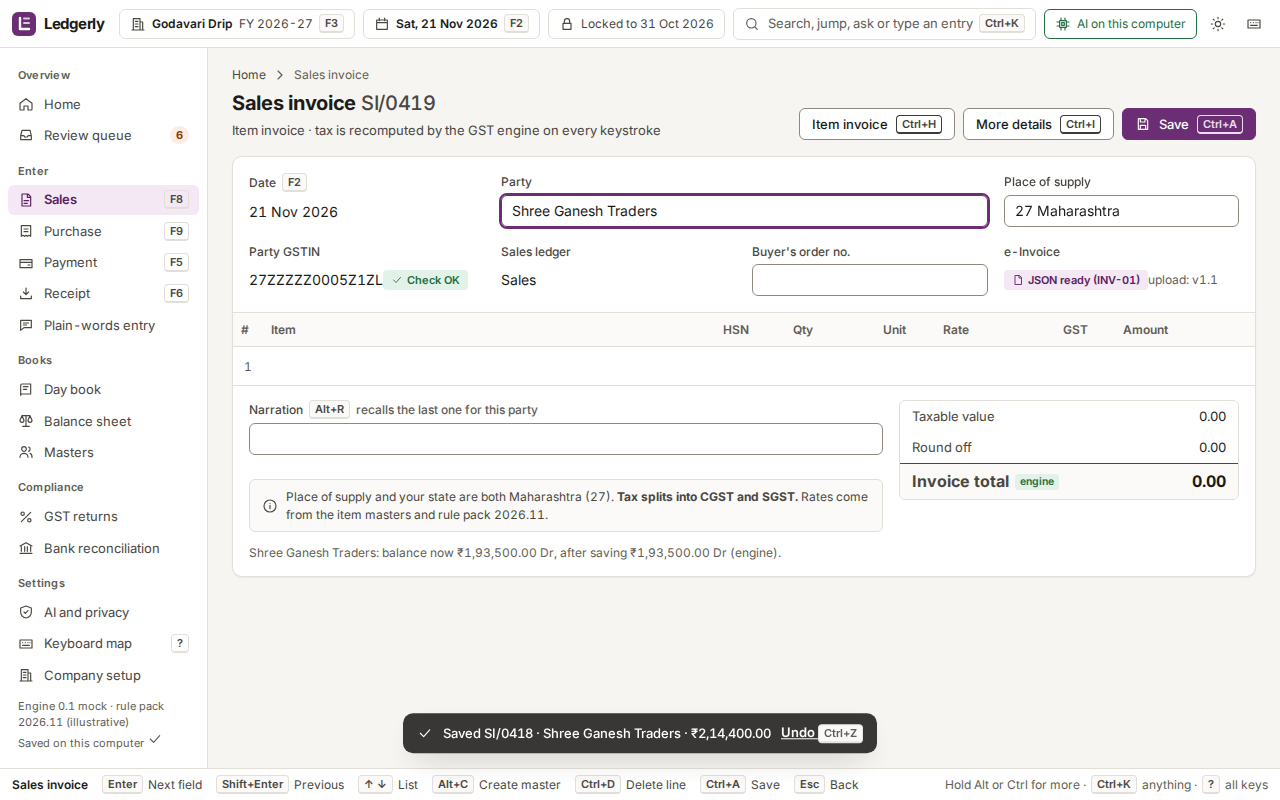 Ledgerly
Godavari Drip FY 2026-27 F3
Sat, 21 Nov 2026 F2
Locked to 31 Oct 2026
Search, jump, ask or type an entry Ctrl+K
AI on this computer
Overview
Home
Review queue 6
Enter
Sales F8
Purchase F9
Payment F5
Receipt F6
Plain-words entry
Books
Day book
Balance sheet
Masters
Compliance
GST returns
Bank reconciliation
Settings
AI and privacy
Keyboard map ?
Company setup
Engine 0.1 mock · rule pack
2026.11 (illustrative)
Saved on this computer
Home Sales invoice
Sales invoice SI/0419
Item invoice · tax is recomputed by the GST engine on every keystroke
Item invoice Ctrl+H
More details Ctrl+I
Save Ctrl+A
Date F2
21 Nov 2026
Party
Shree Ganesh Traders
Place of supply
27 Maharashtra
Party GSTIN
27ZZZZZ0005Z1ZL Check OK
Sales ledger
Sales
Buyer's order no.
e-Invoice
JSON ready (INV-01) upload: v1.1
# Item HSN Qty Unit Rate GST Amount
1
Narration Alt+R recalls the last one for this party
Place of supply and your state are both Maharashtra (27). Tax splits into CGST and SGST. Rates come
from the item masters and rule pack 2026.11.
Shree Ganesh Traders: balance now ₹1,93,500.00 Dr, after saving ₹1,93,500.00 Dr (engine).
Taxable value 0.00
Round off 0.00
Invoice total engine 0.00
Saved SI/0418 · Shree Ganesh Traders · ₹2,14,400.00 Undo Ctrl+Z
Sales invoice Enter Next field Shift+Enter Previous ↑ ↓ List Alt+C Create master Ctrl+D Delete line Ctrl+A Save Esc Back Hold Alt or Ctrl for more · Ctrl+K anything · ? all keys